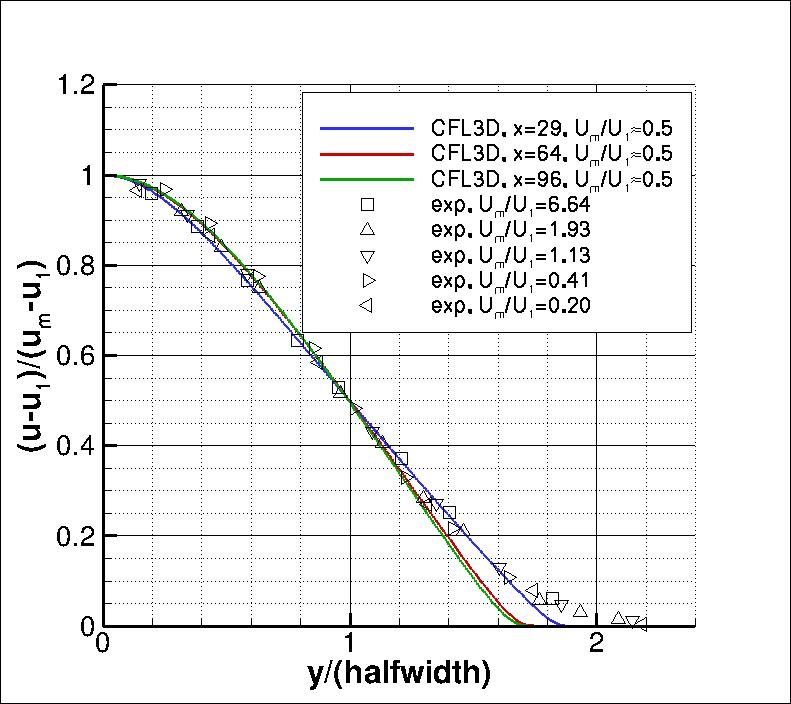 1.2
1
0.8
0.6
0.4
0.2
0
(u-u1)/(um-u1)
CFL3D, x=29, Um/U1≈0.5
CFL3D, x=64, Um/U1≈0.5
CFL3D, x=96, Um/U1≈0.5
exp. Um/U1=6.64
exp. Um/U1=1.93
exp. Um/U1=1.13
exp. Um/U1=0.41
exp. Um/U1=0.20
0 1 2
y/(halfwidth)